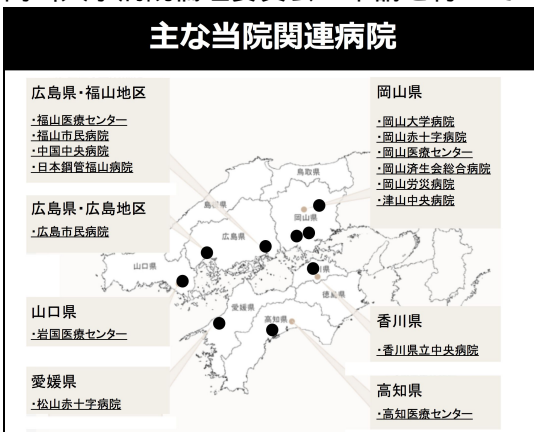 主な当院関連病院
広島県・福山地区
・福山医療センター
・福山市民病院
・中国中央病院
・日本鋼管福山病院
広島県・広島地区
・広島市民病院
山口県
・岩国医療センター
愛媛県
・松山赤十字病院
岡山県
・岡山大学病院
・岡山赤十字病院
・岡山医療センター
・岡山済生会総合病院
・岡山労災病院
・津山中央病院
香川県
・香川県立中央病院
高知県
・高知医療センター
鳥取県
岡山県
広島県
山口県
愛媛県
高知県